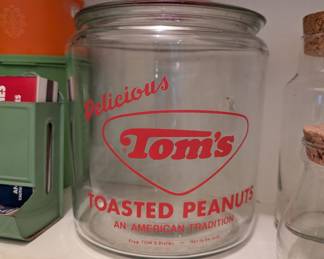 Delicious
Tom's
TOASTED PEANUTS
AN AMERICAN TRADITION